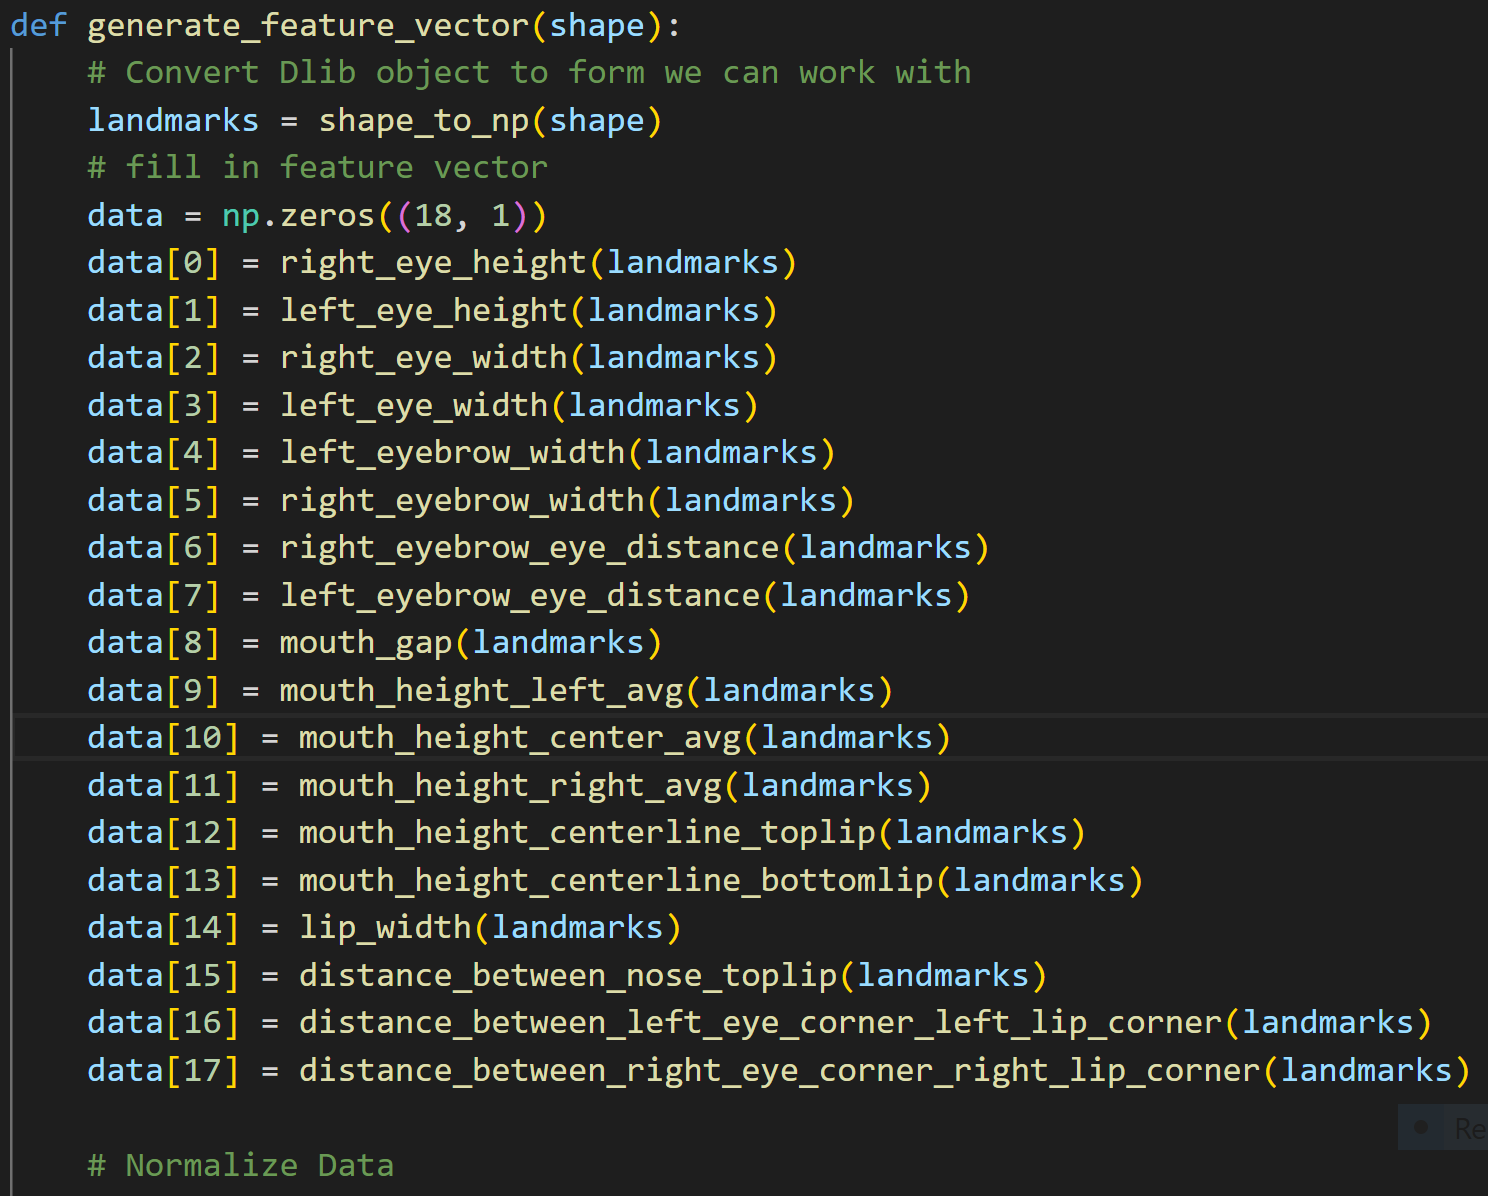 def generate_feature_vector(shape):
    # Convert Dlib object to form we can work with
    landmarks = shape_to_np(shape)
    # fill in feature vector
    data = np.zeros((18, 1))
    data[0] = right_eye_height(landmarks)
    data[1] = left_eye_height(landmarks)
    data[2] = right_eye_width(landmarks)
    data[3] = left_eye_width(landmarks)
    data[4] = left_eyebrow_width(landmarks)
    data[5] = right_eyebrow_width(landmarks)
    data[6] = right_eyebrow_eye_distance(landmarks)
    data[7] = left_eyebrow_eye_distance(landmarks)
    data[8] = mouth_gap(landmarks)
    data[9] = mouth_height_left_avg(landmarks)
    data[10] = mouth_height_center_avg(landmarks)
    data[11] = mouth_height_right_avg(landmarks)
    data[12] = mouth_height_centerline_toplip(landmarks)
    data[13] = mouth_height_centerline_bottomlip(landmarks)
    data[14] = lip_width(landmarks)
    data[15] = distance_between_nose_toplip(landmarks)
    data[16] = distance_between_left_eye_corner_left_lip_corner(landmarks)
    data[17] = distance_between_right_eye_corner_right_lip_corner(landmarks)
    # Normalize Data